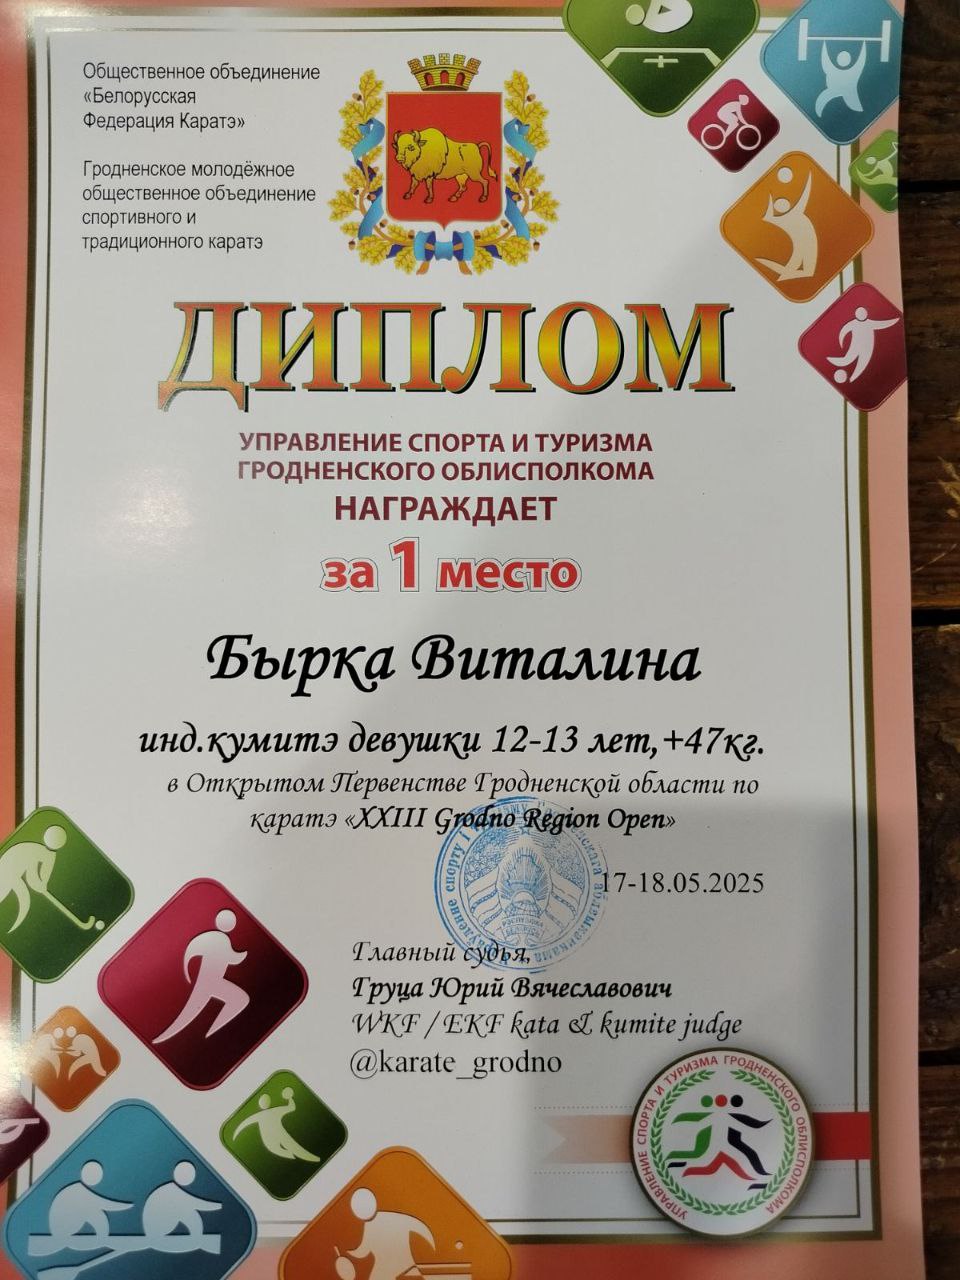 Общественное объединение
«Белорусская
Федерация Каратэ»
Гродненское молодёжное
общественное объединение
спортивного и
традиционного каратэ
ДИПЛОМ
УПРАВЛЕНИЕ СПОРТА И ТУРИЗМА
ГРОДНЕНСКОГО ОБЛИСПОЛКОМА
НАГРАЖДАЕТ
за 1 место
Бырка Виталина
инд.кумитэ девушки 12-13 лет,+47кг.
в Открытом Первенстве Гродненской области по
каратэ «XXIII Grodno Region Open»
17-18.05.2025
Главный судья,
Груца Юрий Вячеславович
WKF / EKF kata & kumite judge
@karate_grodno
УПРАВЛЕНИЕ СПОРТА И ТУРИЗМА ГРОДНЕНСКОГО ОБЛИСПОЛКОМА